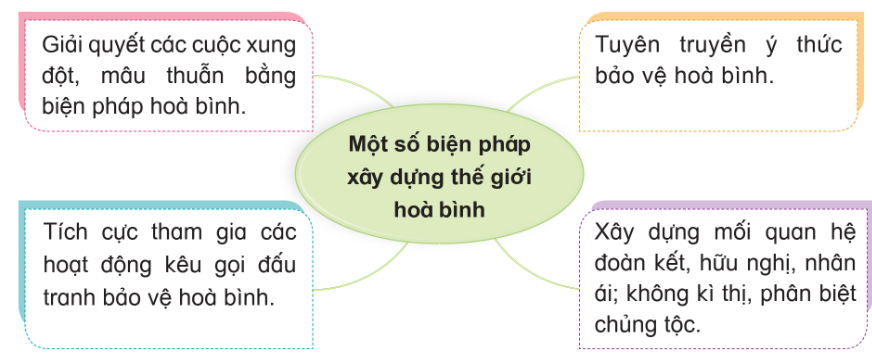 Giải quyết các cuộc xung
đột, mâu thuẫn bằng
biện pháp hoà bình.
Tuyên truyền ý thức
bảo vệ hoà bình.
Một số biện pháp
xây dựng thế giới
hoà bình
Tích cực tham gia các
hoạt động kêu gọi đấu
tranh bảo vệ hoà bình.
Xây dựng mối quan hệ
đoàn kết, hữu nghị, nhân
ái; không kì thị, phân biệt
chủng tộc.